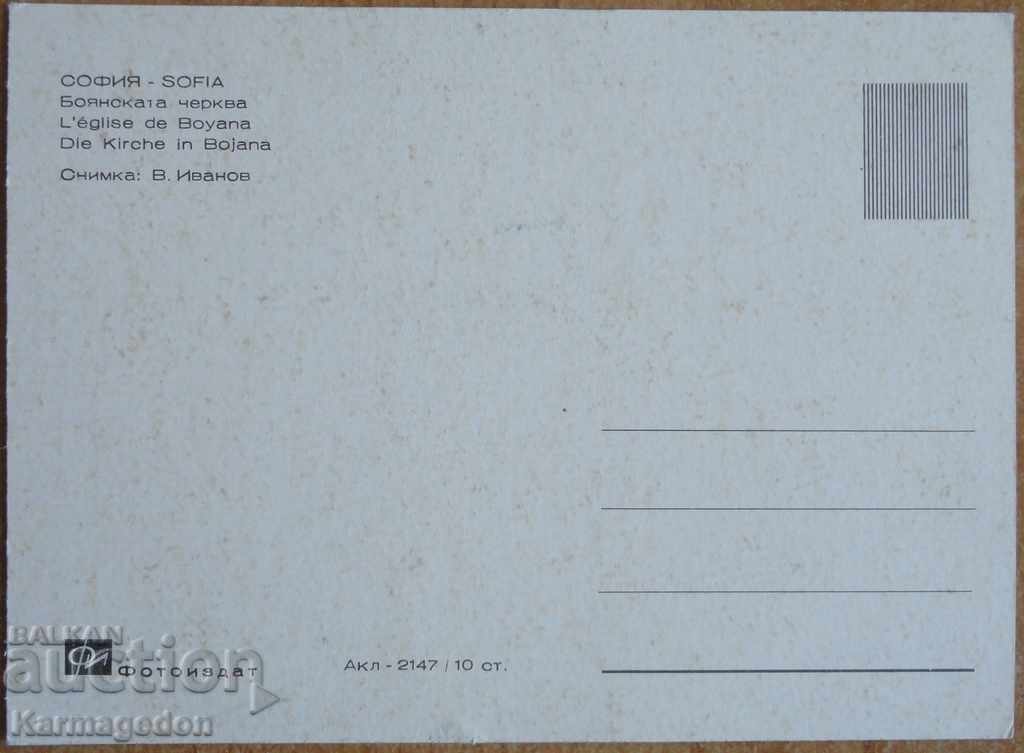 СОФИЯ - SOFIA
Боянската черква
L'église de Boyana
Die Kirche in Bojana
Снимка: В. Иванов
BALKAN
auction
ФИ Фотоиздат
Акл - 2147 / 10 ст.
Karmagedon